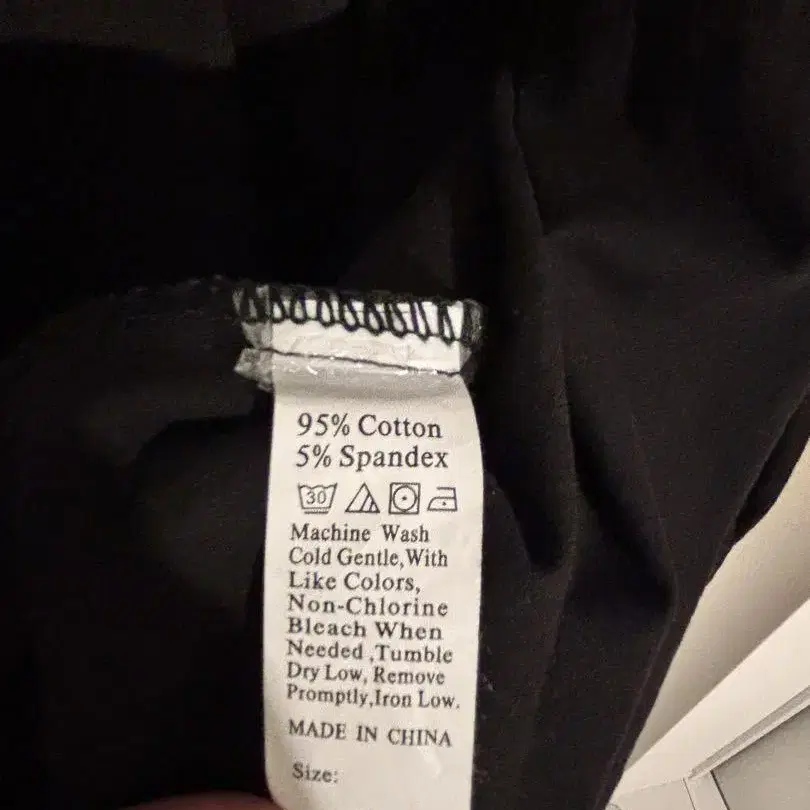 95% Cotton
5% Spandex
30
Machine Wash
Cold Gentle,With
Like Colors,
Non-Chlorine
Bleach When
Needed ,Tumble
Dry Low, Remove
Promptly,Iron Low.
MADE IN CHINA
Size: